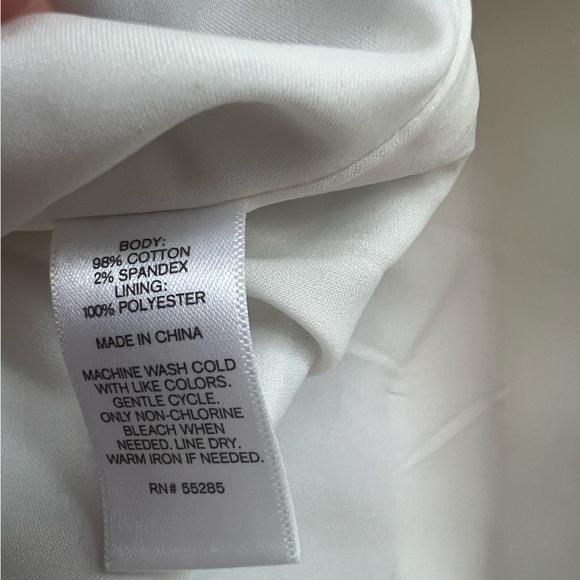 BODY:
98% COTTON
2% SPANDEX
LINING:
100% POLYESTER
MADE IN CHINA
MACHINE WASH COLD
WITH LIKE COLORS.
GENTLE CYCLE.
ONLY NON-CHLORINE
BLEACH WHEN
NEEDED. LINE DRY.
WARM IRON IF NEEDED.
RN# 55285